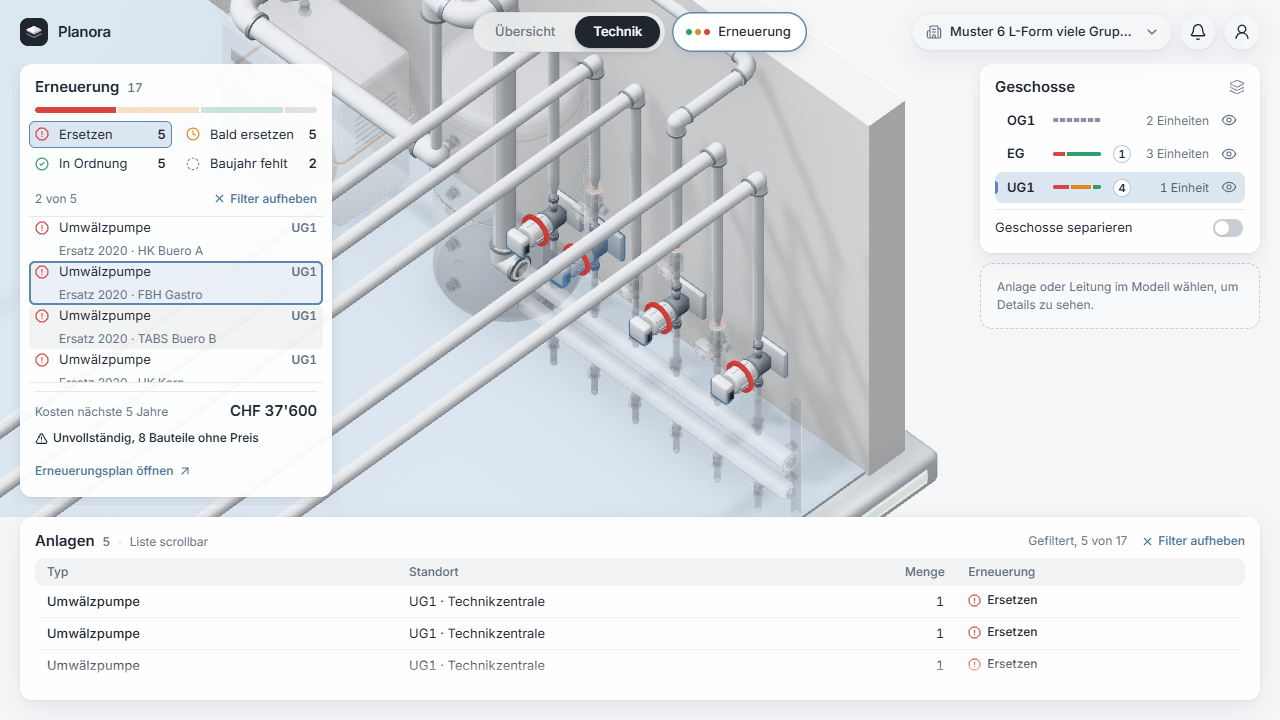 Planora
Übersicht
Technik
Erneuerung
Muster 6 L-Form viele Grup...
Erneuerung 17
Ersetzen 5
Bald ersetzen 5
In Ordnung 5
Baujahr fehlt 2
2 von 5
Filter aufheben
Umwälzpumpe UG1
Ersatz 2020 · HK Buero A
Umwälzpumpe UG1
Ersatz 2020 · FBH Gastro
Umwälzpumpe UG1
Ersatz 2020 · TABS Buero B
Umwälzpumpe UG1
Kosten nächste 5 Jahre CHF 37'600
Unvollständig, 8 Bauteile ohne Preis
Erneuerungsplan öffnen
Geschosse
OG1 2 Einheiten
EG 1 3 Einheiten
UG1 4 1 Einheit
Geschosse separieren
Anlage oder Leitung im Modell wählen, um
Details zu sehen.
Anlagen 5 · Liste scrollbar
Gefiltert, 5 von 17
Filter aufheben
Typ Standort Menge Erneuerung
Umwälzpumpe UG1 · Technikzentrale 1 Ersetzen
Umwälzpumpe UG1 · Technikzentrale 1 Ersetzen
Umwälzpumpe UG1 · Technikzentrale 1 Ersetzen